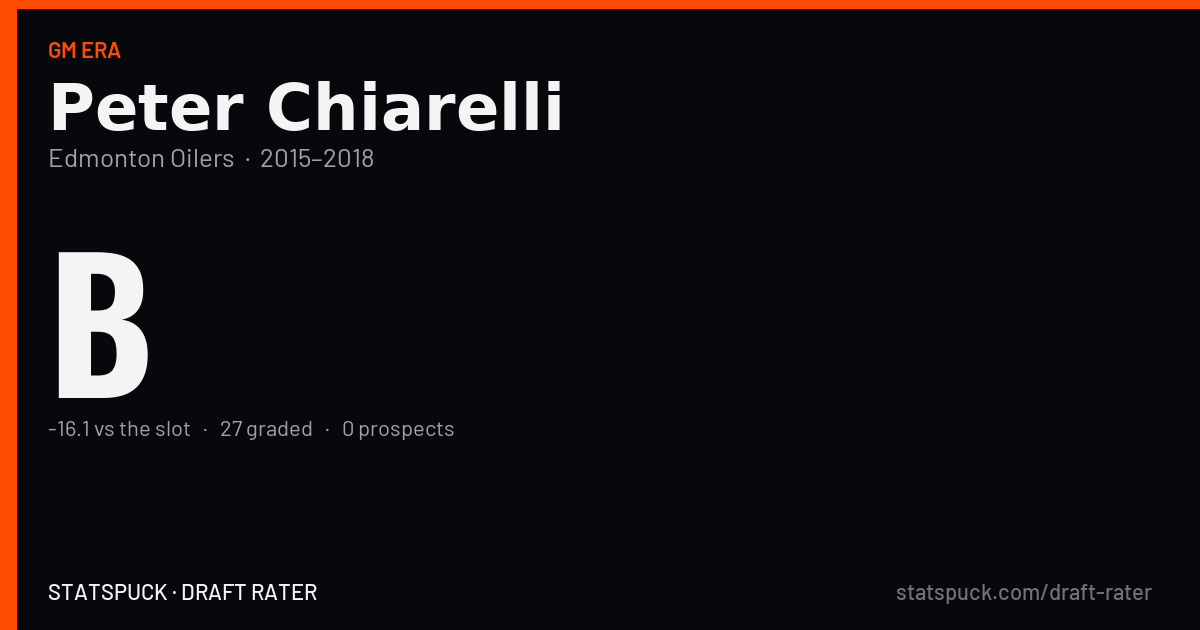 GM ERA
Peter Chiarelli
Edmonton Oilers · 2015–2018
B
-16.1 vs the slot · 27 graded · 0 prospects
STATSPUCK · DRAFT RATER
statspuck.com/draft-rater